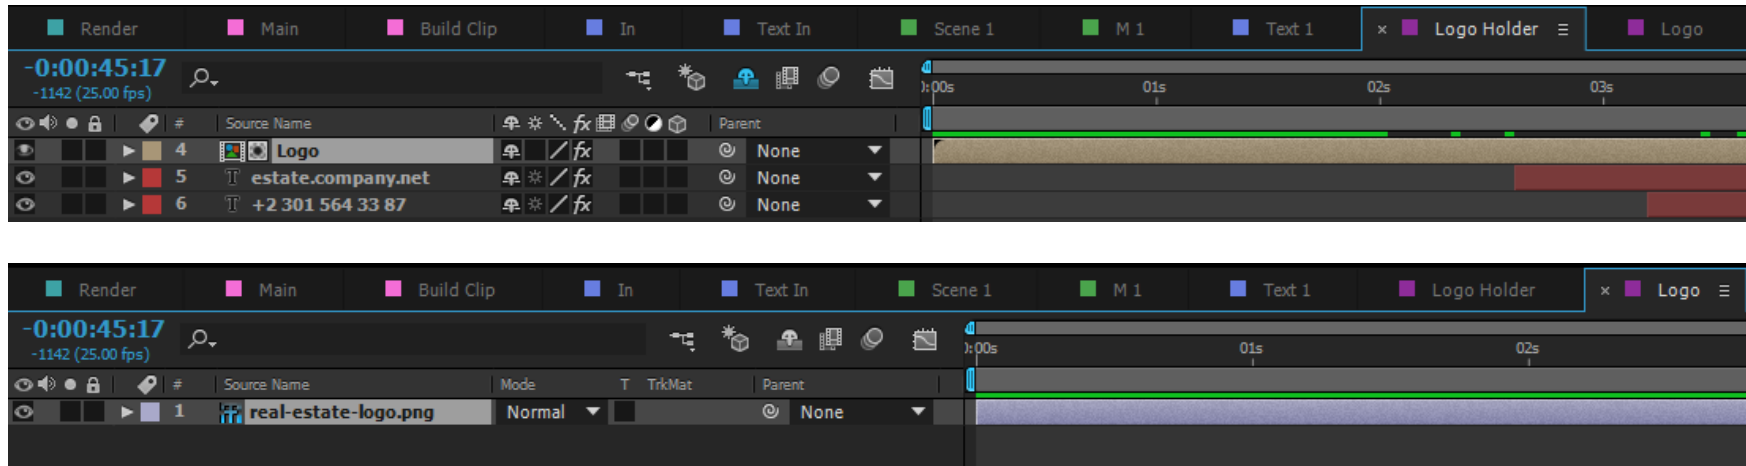 Render Main Build Clip In Text In Scene 1 M 1 Text 1 × Logo Holder Logo
-0:00:45:17
-1142 (25.00 fps)
):00s 01s 02s 03s
# Source Name fx Parent
4 Logo fx None
5 T estate.company.net fx None
6 T +2 301 564 33 87 fx None
Render Main Build Clip In Text In Scene 1 M 1 Text 1 Logo Holder × Logo
-0:00:45:17
-1142 (25.00 fps)
):00s 01s 02s
# Source Name Mode T TrkMat Parent
1 real-estate-logo.png Normal None